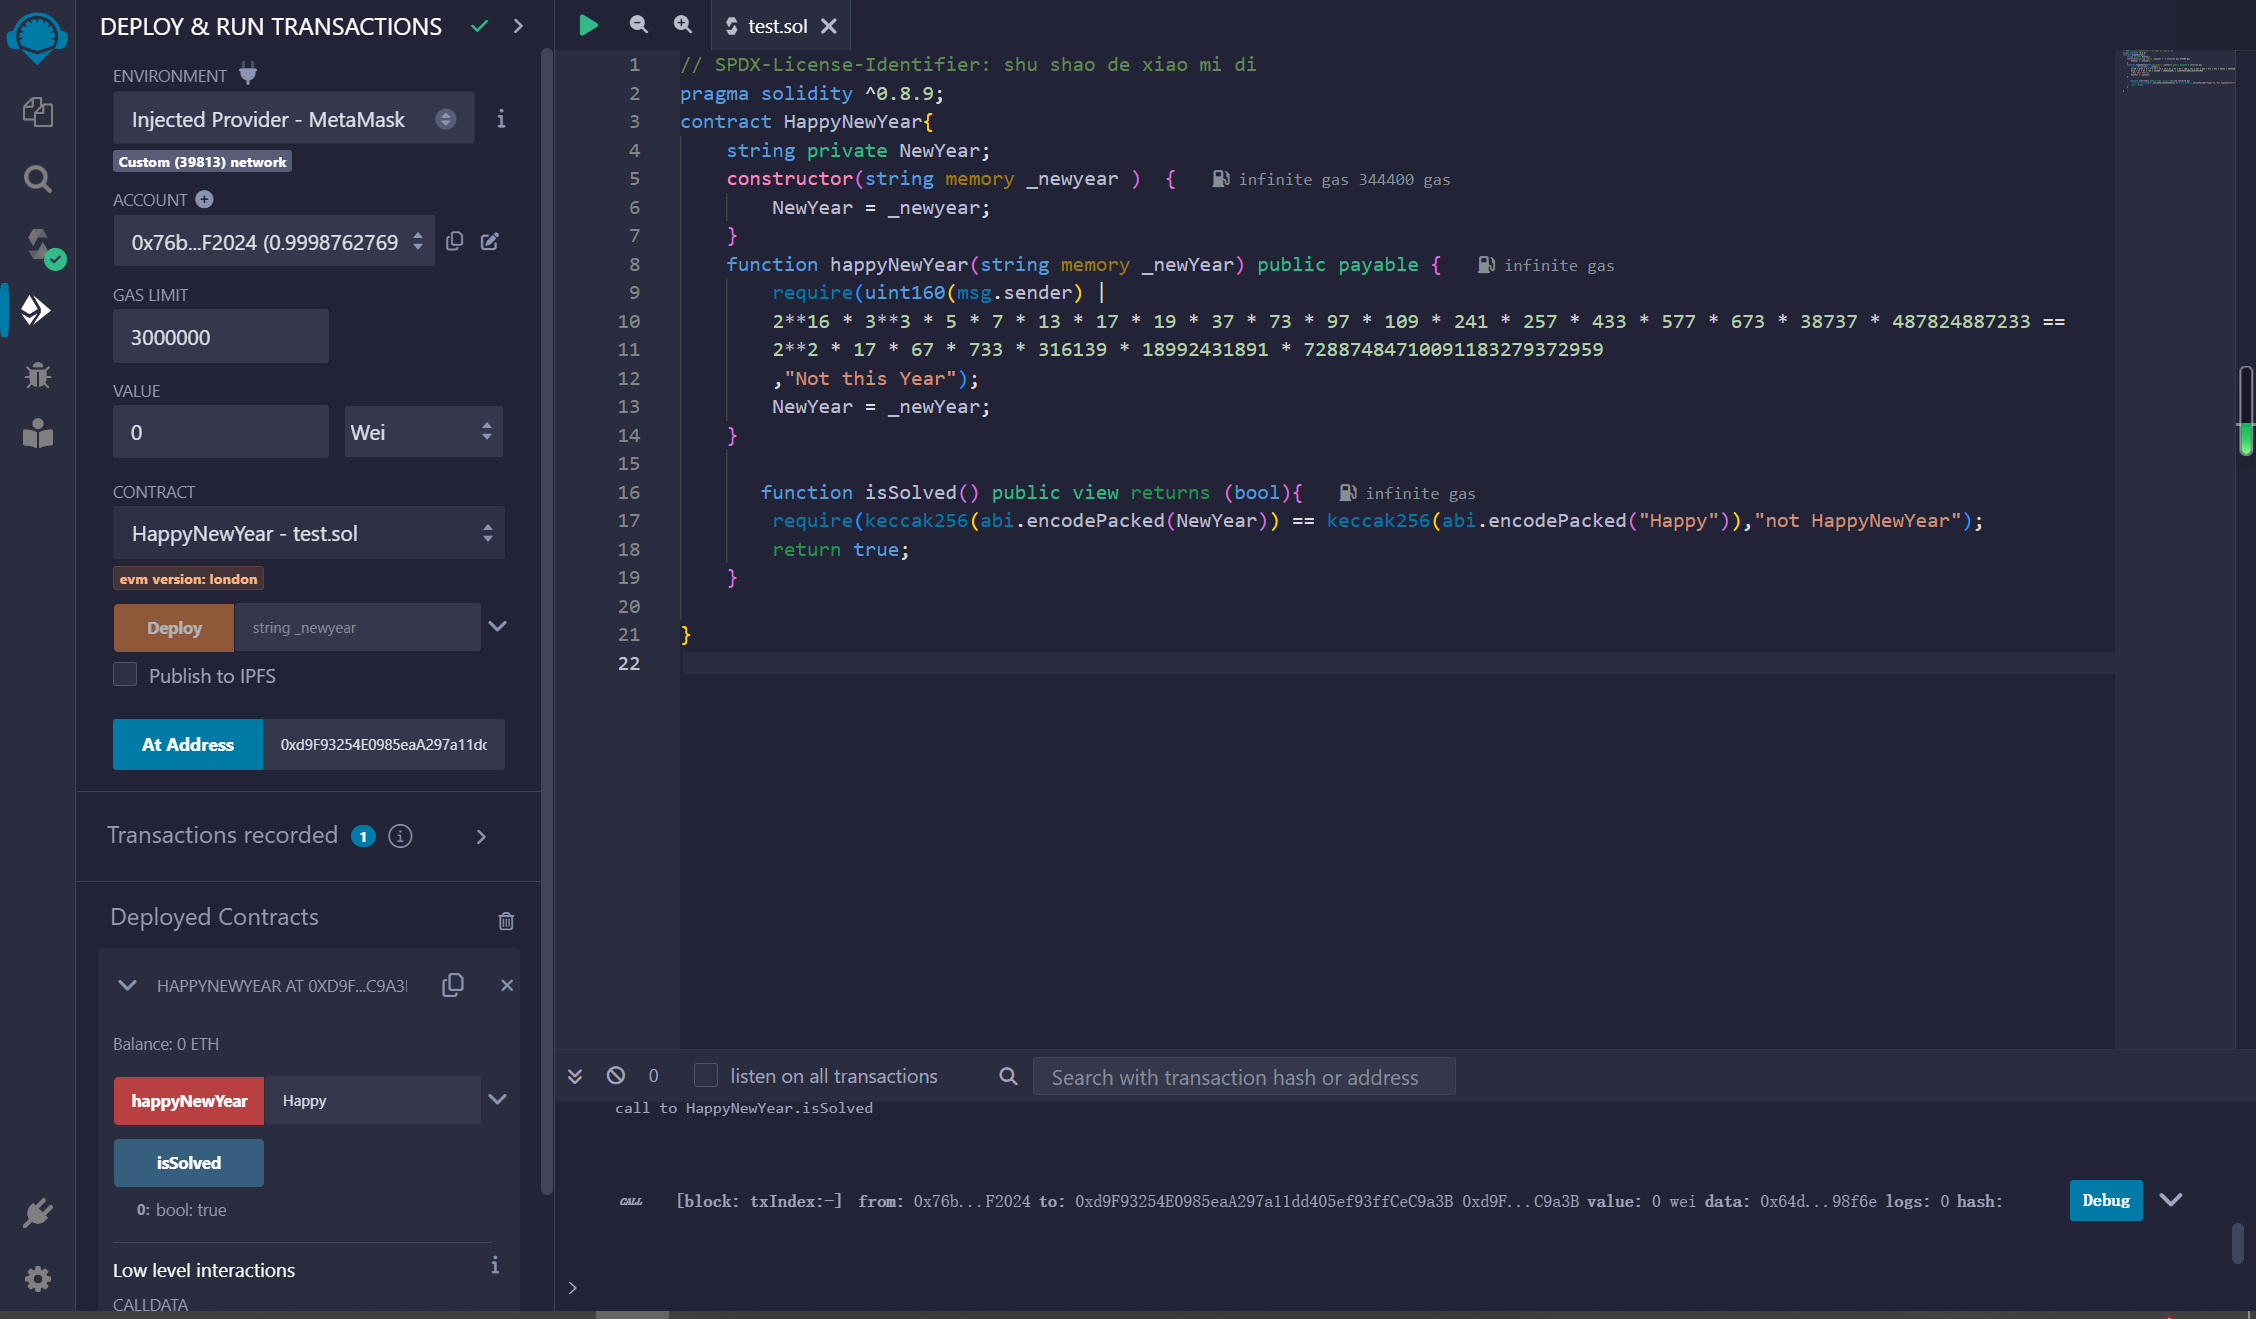 DEPLOY & RUN TRANSACTIONS
ENVIRONMENT
Injected Provider - MetaMask
Custom (39813) network
ACCOUNT
0x76b...F2024 (0.9998762769
GAS LIMIT
3000000
VALUE
0
Wei
CONTRACT
HappyNewYear - test.sol
evm version: london
Deploy
string _newyear
Publish to IPFS
At Address
0xd9F93254E0985eaA297a11dc
Transactions recorded 1
Deployed Contracts
HAPPYNEWYEAR AT 0XD9F...C9A3
Balance: 0 ETH
happyNewYear
Happy
isSolved
0: bool: true
Low level interactions
CALLDATA
test.sol
1 // SPDX-License-Identifier: shu shao de xiao mi di
2 pragma solidity ^0.8.9;
3 contract HappyNewYear{
4 string private NewYear;
5 constructor(string memory _newyear ) { infinite gas 344400 gas
6 NewYear = _newyear;
7 }
8 function happyNewYear(string memory _newYear) public payable { infinite gas
9 require(uint160(msg.sender) |
10 2**16 * 3**3 * 5 * 7 * 13 * 17 * 19 * 37 * 73 * 97 * 109 * 241 * 257 * 433 * 577 * 673 * 38737 * 487824887233 ==
11 2**2 * 17 * 67 * 733 * 316139 * 18992431891 * 72887484710091183279372959
12 ,"Not this Year");
13 NewYear = _newYear;
14 }
15
16 function isSolved() public view returns (bool){ infinite gas
17 require(keccak256(abi.encodePacked(NewYear)) == keccak256(abi.encodePacked("Happy")),"not HappyNewYear");
18 return true;
19 }
20
21 }
22
0
listen on all transactions
Search with transaction hash or address
call to HappyNewYear.isSolved
CALL [block: txIndex:-] from: 0x76b...F2024 to: 0xd9F93254E0985eaA297a11dd405ef93ffCeC9a3B 0xd9F...C9a3B value: 0 wei data: 0x64d...98f6e logs: 0 hash:
Debug
>